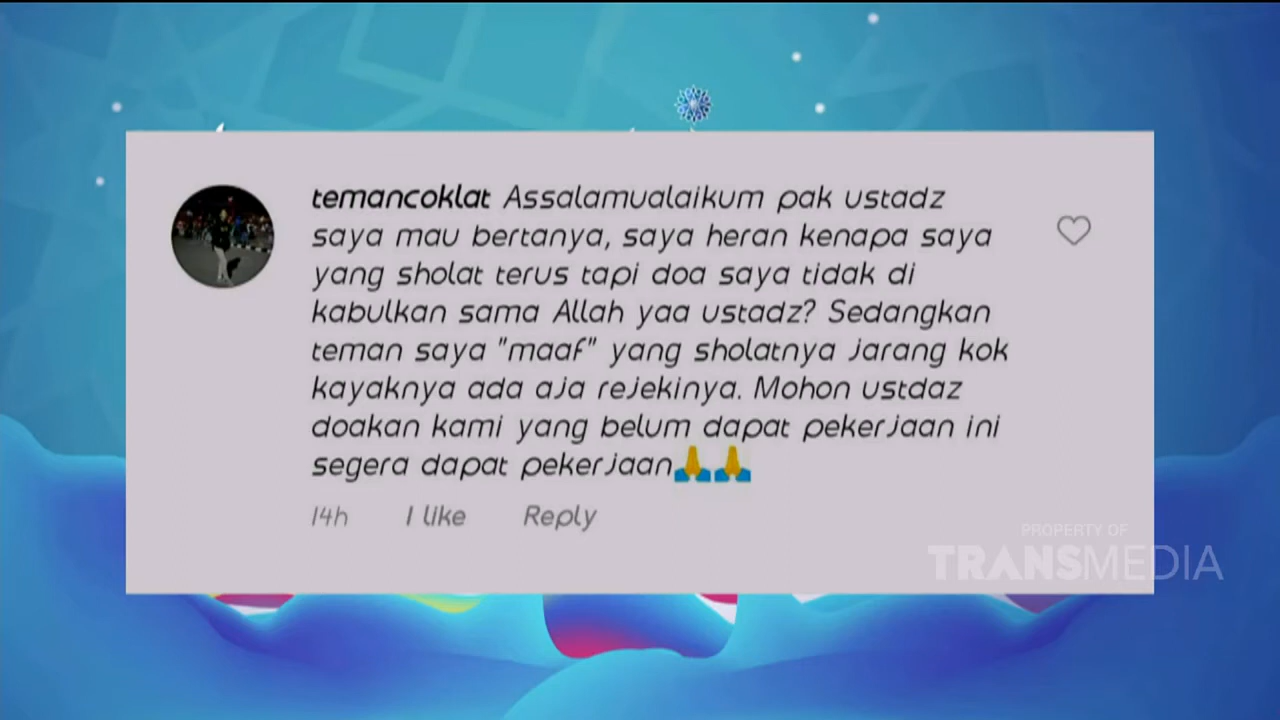 temancoklat Assalamualaikum pak ustadz
saya mau bertanya, saya heran kenapa saya
yang sholat terus tapi doa saya tidak di
kabulkan sama Allah yaa ustadz? Sedangkan
teman saya "maaf" yang sholatnya jarang kok
kayaknya ada aja rejekinya. Mohon ustdaz
doakan kami yang belum dapat pekerjaan ini
segera dapat pekerjaan🙏🙏
14h 1 like Reply
PROPERTY OF
TRANSMEDIA